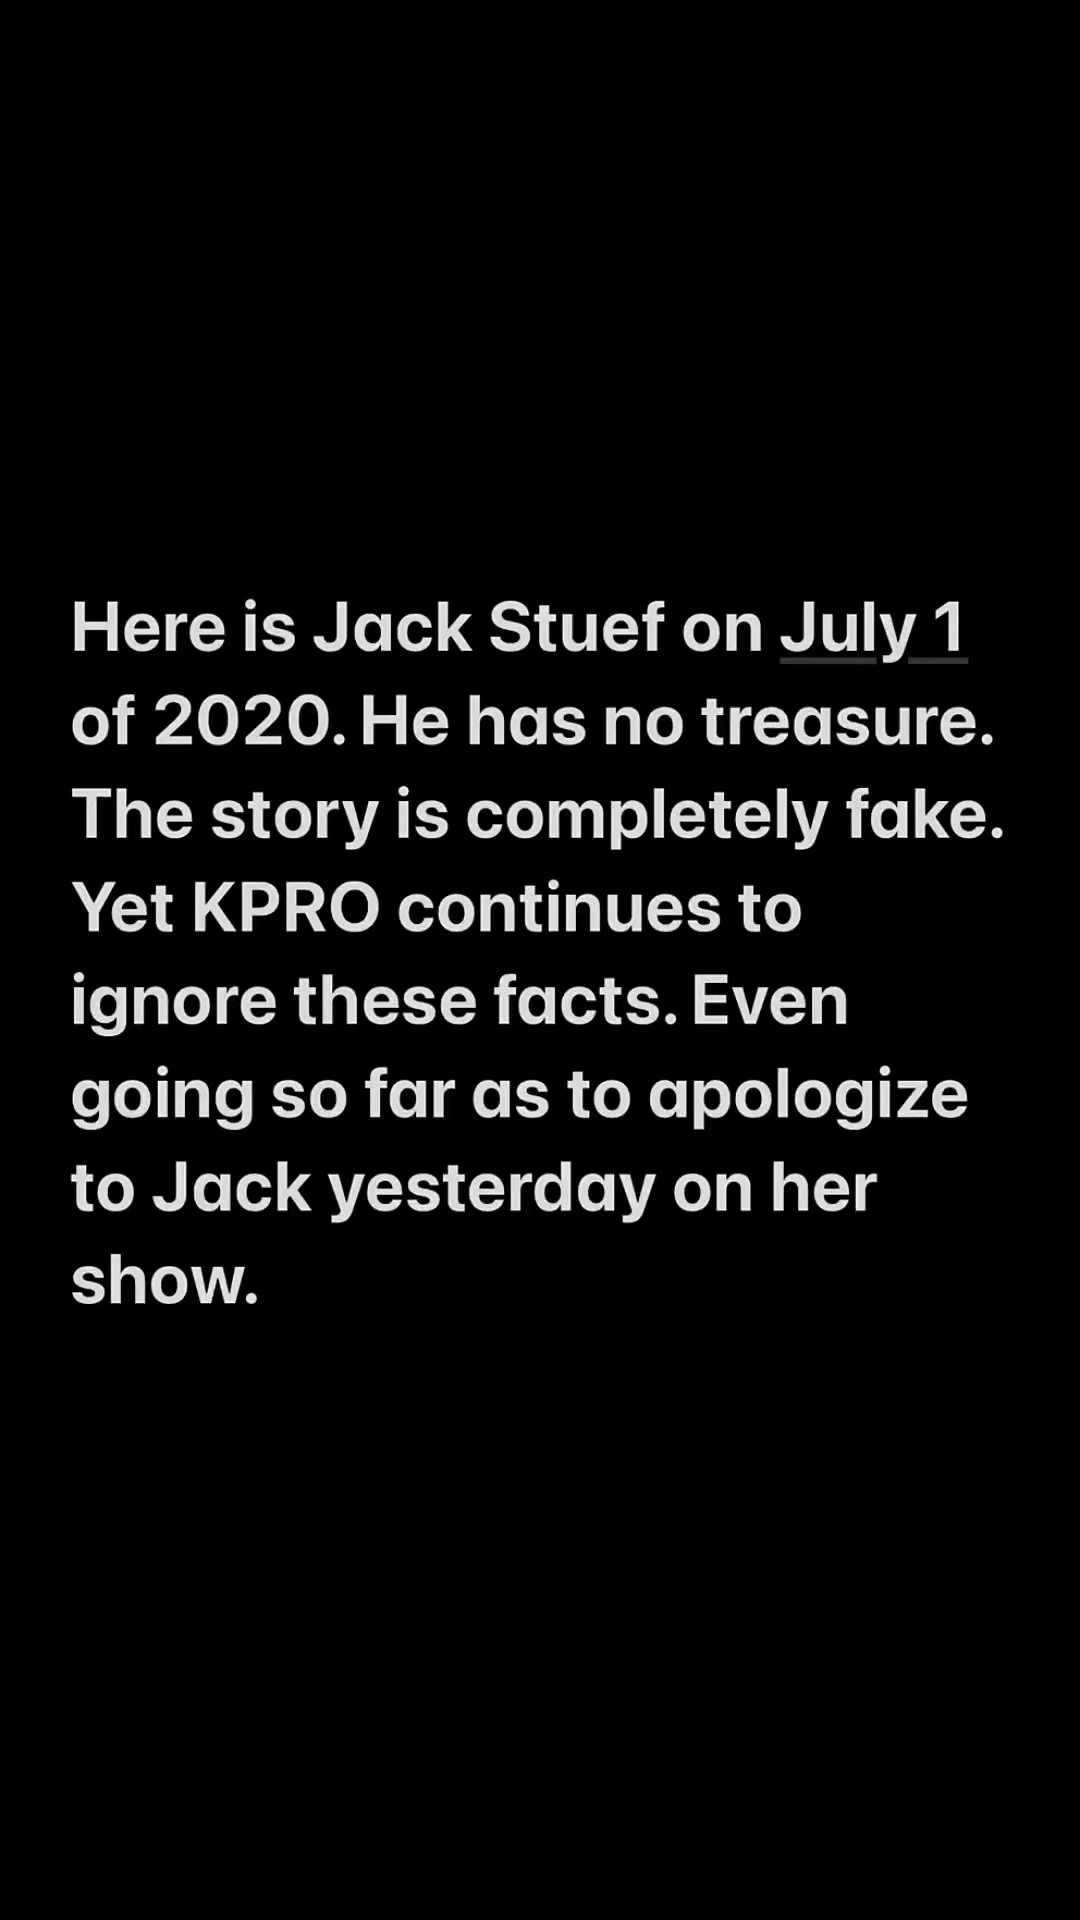 Here is Jack Stuef on July 1
of 2020. He has no treasure.
The story is completely fake.
Yet KPRO continues to
ignore these facts. Even
going so far as to apologize
to Jack yesterday on her
show.